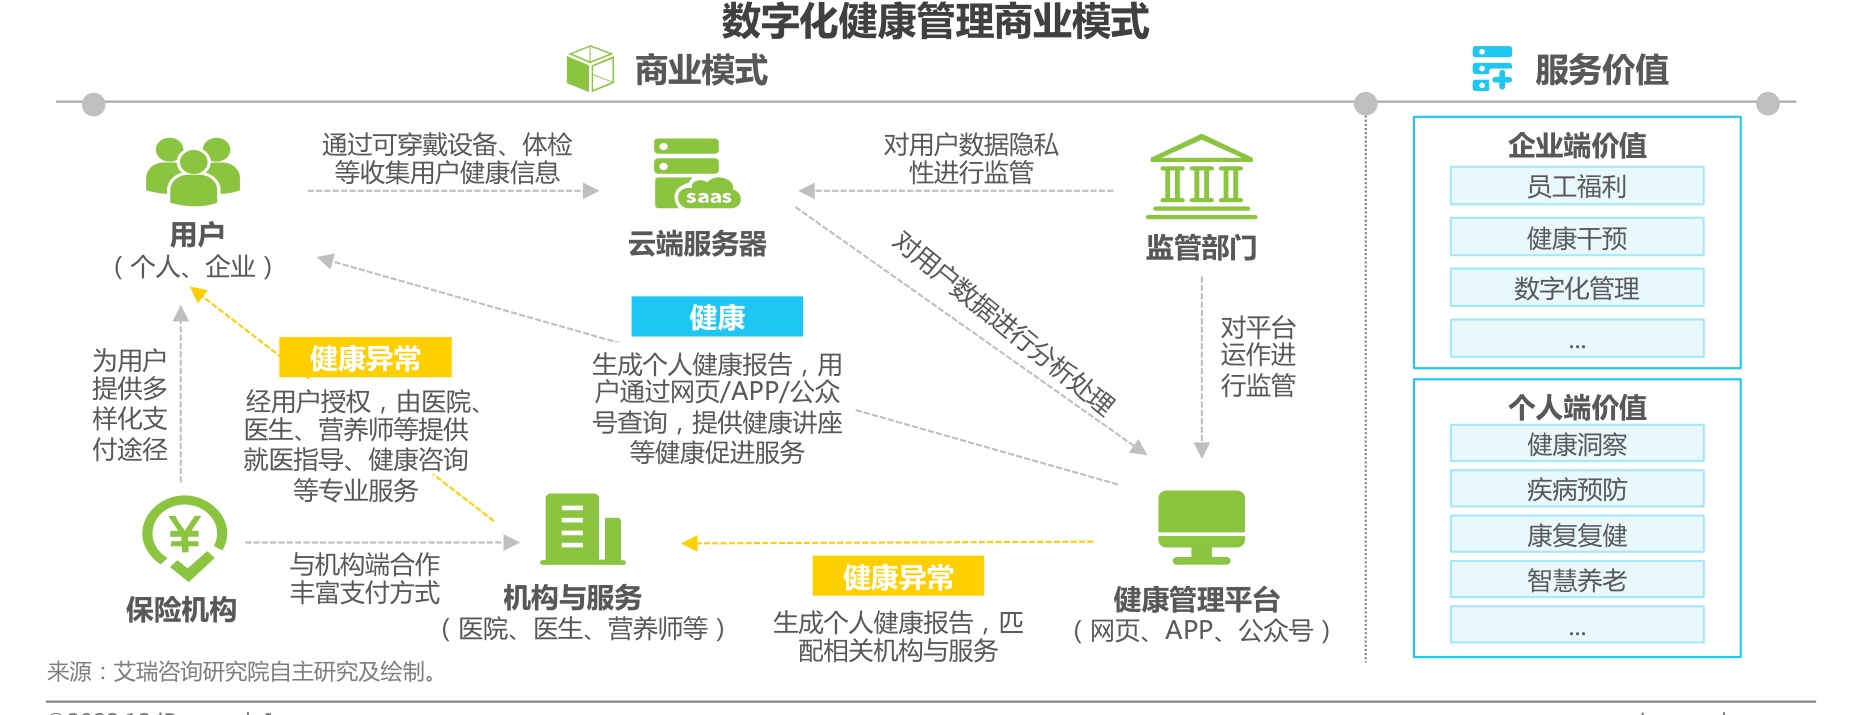 数字化健康管理商业模式
商业模式
服务价值
通过可穿戴设备、体检
等收集用户健康信息
对用户数据隐私
性进行监管
saas
用户
（个人、企业）
云端服务器
监管部门
对用户数据进行分析处理
对平台
运作进
行监管
健康
生成个人健康报告，用
户通过网页/APP/公众
号查询，提供健康讲座
等健康促进服务
健康异常
经用户授权，由医院、
医生、营养师等提供
就医指导、健康咨询
等专业服务
为用户
提供多
样化支
付途径
¥
保险机构
与机构端合作
丰富支付方式
机构与服务
（医院、医生、营养师等）
健康异常
生成个人健康报告，匹
配相关机构与服务
健康管理平台
（网页、APP、公众号）
企业端价值
员工福利
健康干预
数字化管理
...
个人端价值
健康洞察
疾病预防
康复复健
智慧养老
...
来源：艾瑞咨询研究院自主研究及绘制。